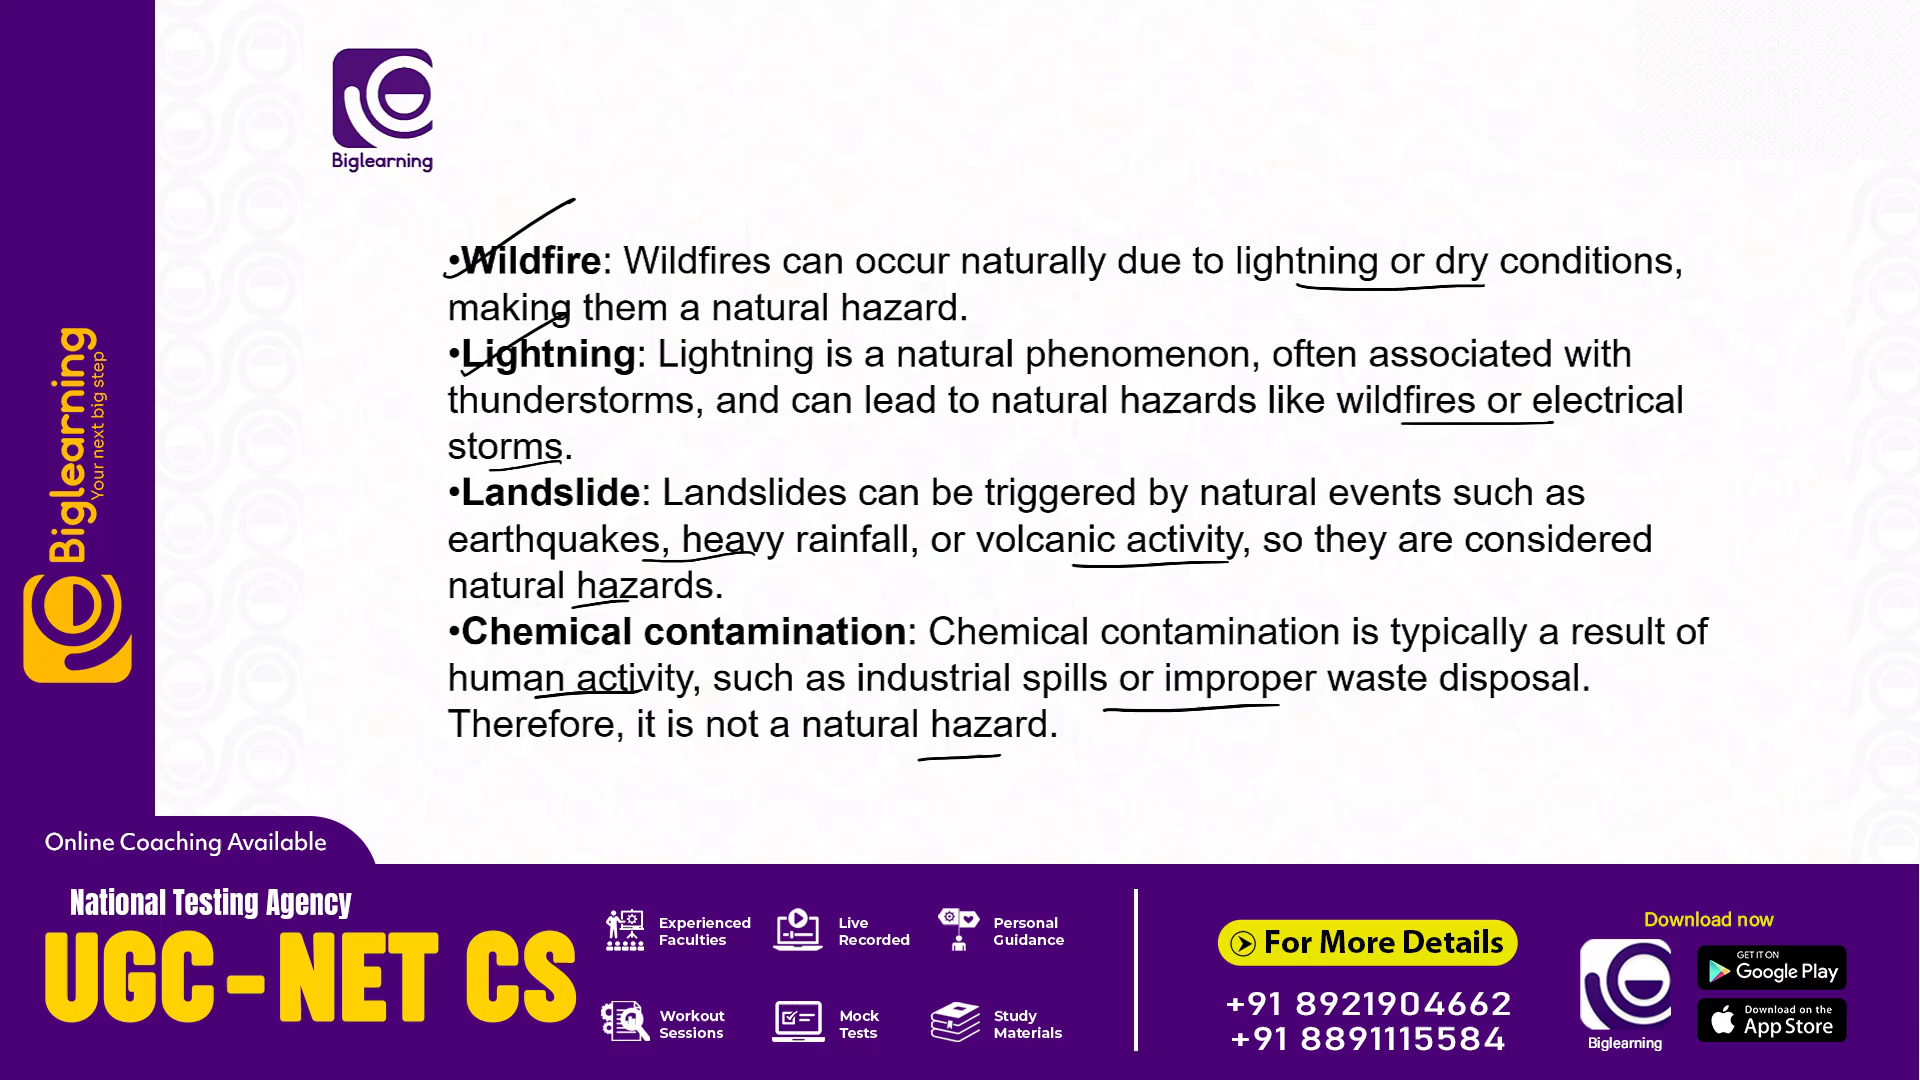 Biglearning
•Wildfire: Wildfires can occur naturally due to lightning or dry conditions,
making them a natural hazard.
•Lightning: Lightning is a natural phenomenon, often associated with
thunderstorms, and can lead to natural hazards like wildfires or electrical
storms.
•Landslide: Landslides can be triggered by natural events such as
earthquakes, heavy rainfall, or volcanic activity, so they are considered
natural hazards.
•Chemical contamination: Chemical contamination is typically a result of
human activity, such as industrial spills or improper waste disposal.
Therefore, it is not a natural hazard.
Biglearning
Your next big step
Online Coaching Available
National Testing Agency
UGC-NET CS
Experienced
Faculties
Live
Recorded
Personal
Guidance
Workout
Sessions
Mock
Tests
Study
Materials
For More Details
+91 8921904662
+91 8891115584
Download now
Biglearning
GET IT ON
Google Play
Download on the
App Store